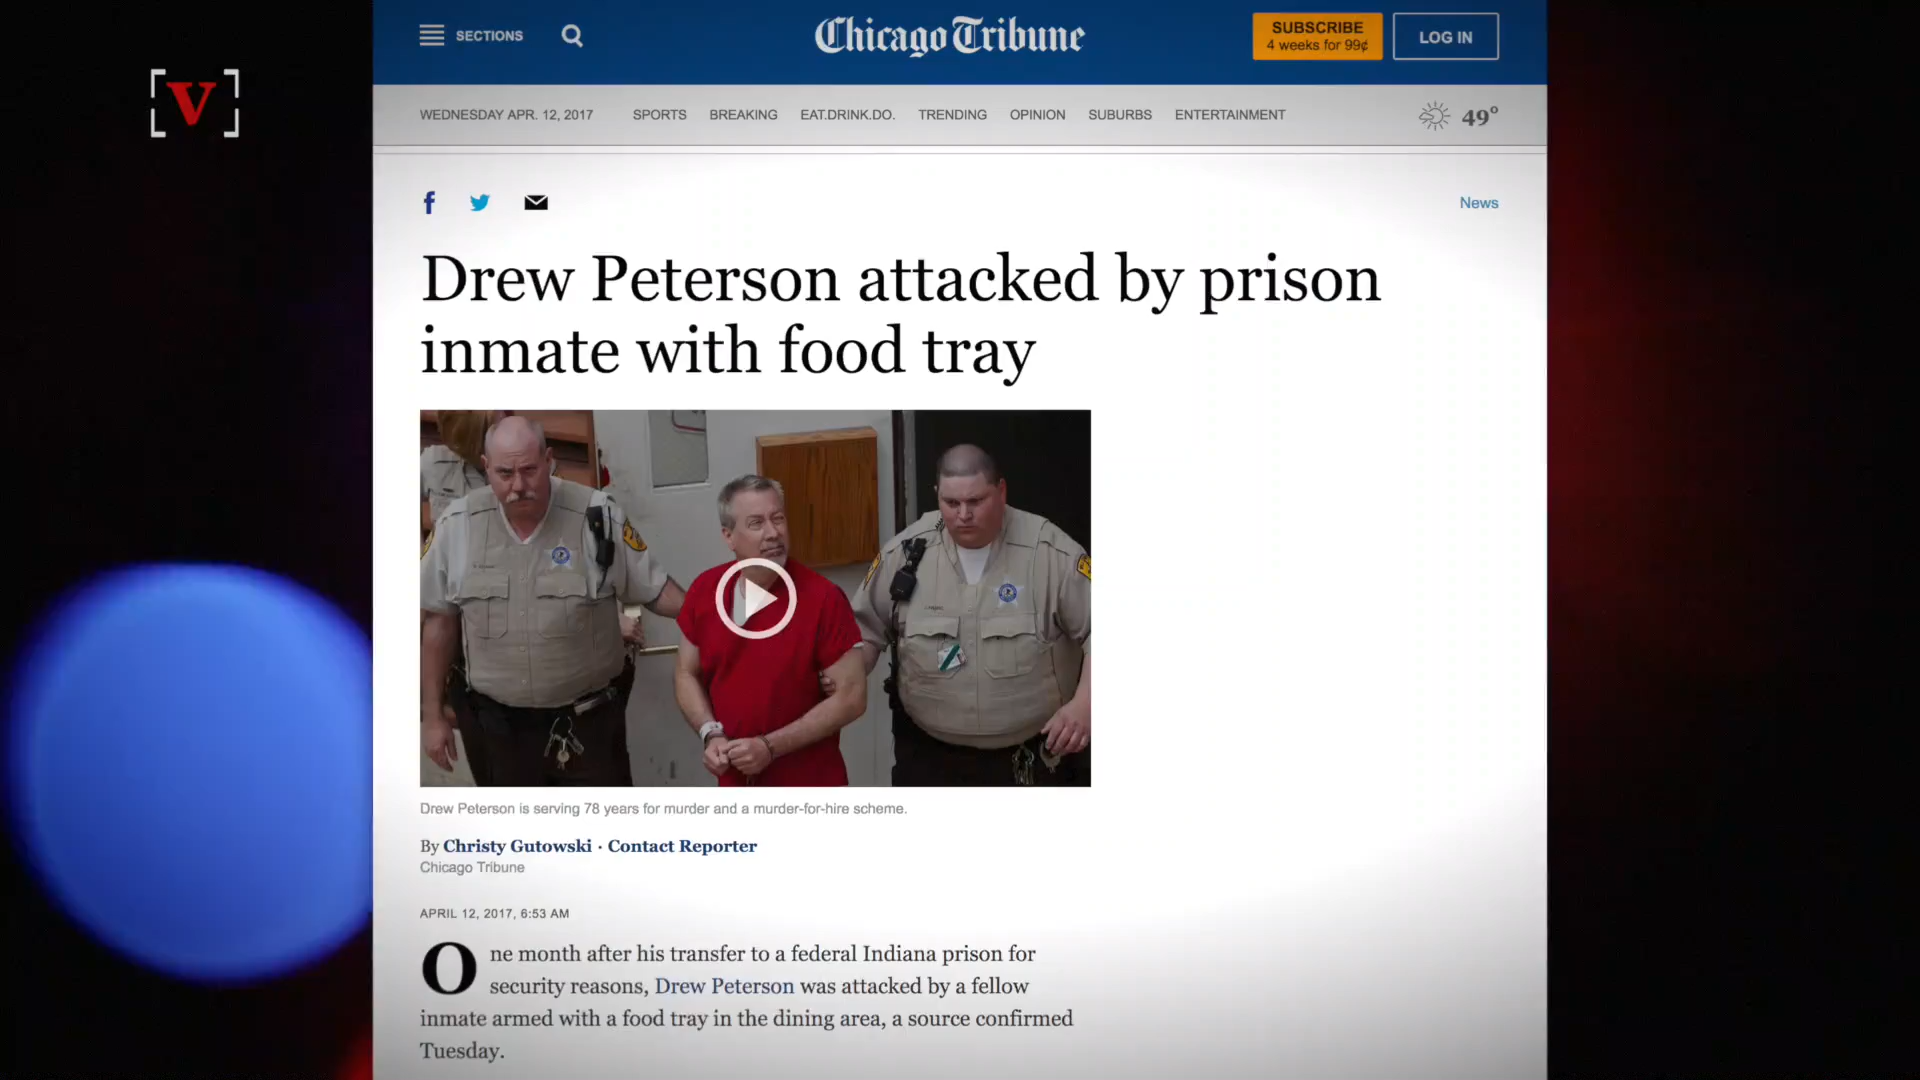 V
SECTIONS
Chicago Tribune
SUBSCRIBE
4 weeks for 99¢
LOG IN
WEDNESDAY APR. 12, 2017 SPORTS BREAKING EAT.DRINK.DO. TRENDING OPINION SUBURBS ENTERTAINMENT 49°
News
Drew Peterson attacked by prison
inmate with food tray
Drew Peterson is serving 78 years for murder and a murder-for-hire scheme.
By Christy Gutowski · Contact Reporter
Chicago Tribune
APRIL 12, 2017, 6:53 AM
One month after his transfer to a federal Indiana prison for
security reasons, Drew Peterson was attacked by a fellow
inmate armed with a food tray in the dining area, a source confirmed
Tuesday.